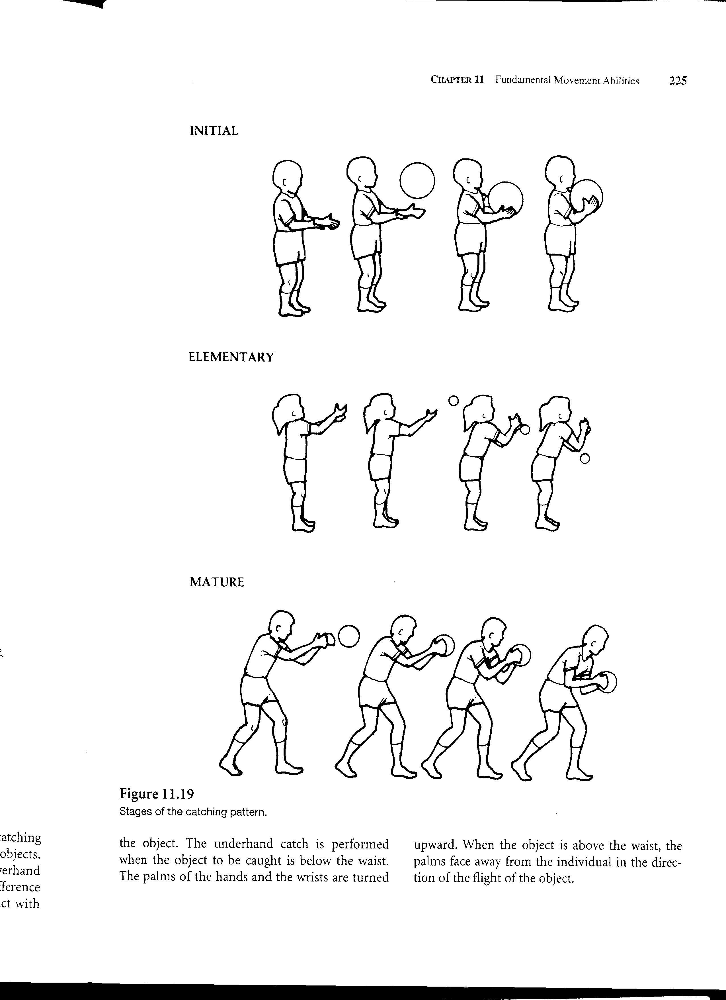 CHAPTER 11 Fundamental Movement Abilities 225
INITIAL
ELEMENTARY
MATURE
Figure 11.19
Stages of the catching pattern.
catching
objects.
ct with
the object. The underhand catch is performed
when the object to be caught is below the waist.
The palms of the hands and the wrists are turned
upward. When the object is above the waist, the
palms face away from the individual in the direc-
tion of the flight of the object.